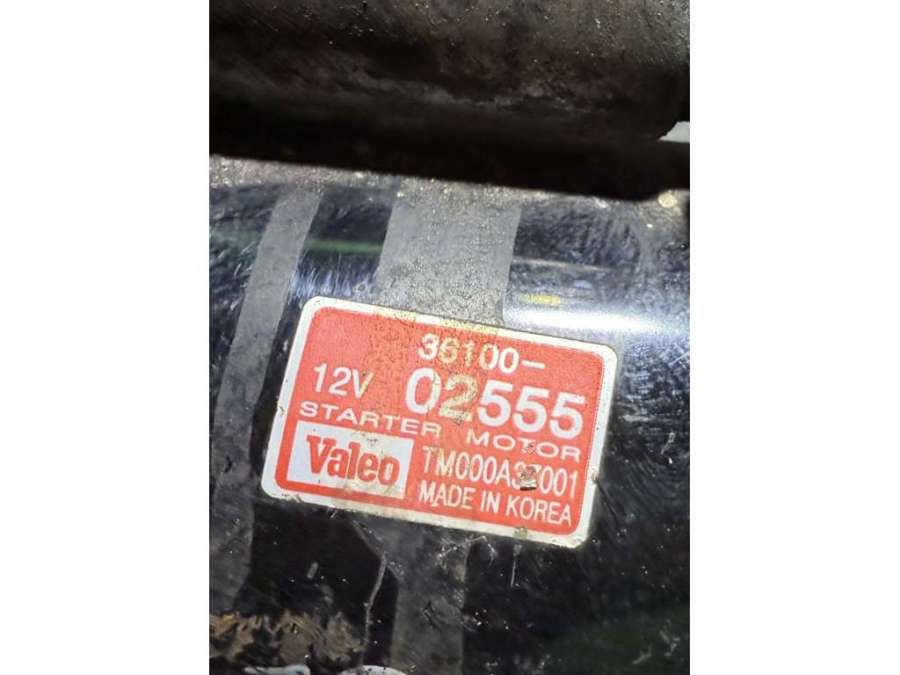 36100-
12V 02555
STARTER MOTOR
Valeo
MADE IN KOREA